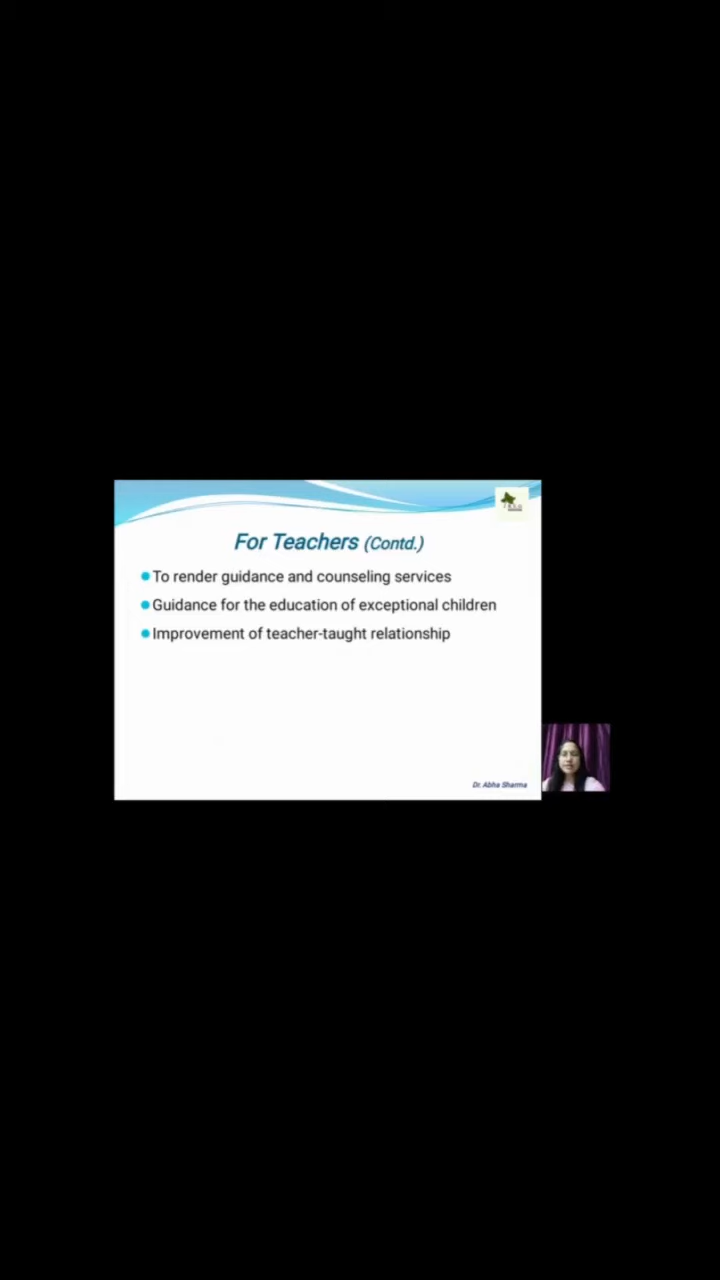 For Teachers (Contd.)
To render guidance and counseling services
Guidance for the education of exceptional children
Improvement of teacher-taught relationship
Dr. Abha Sharma